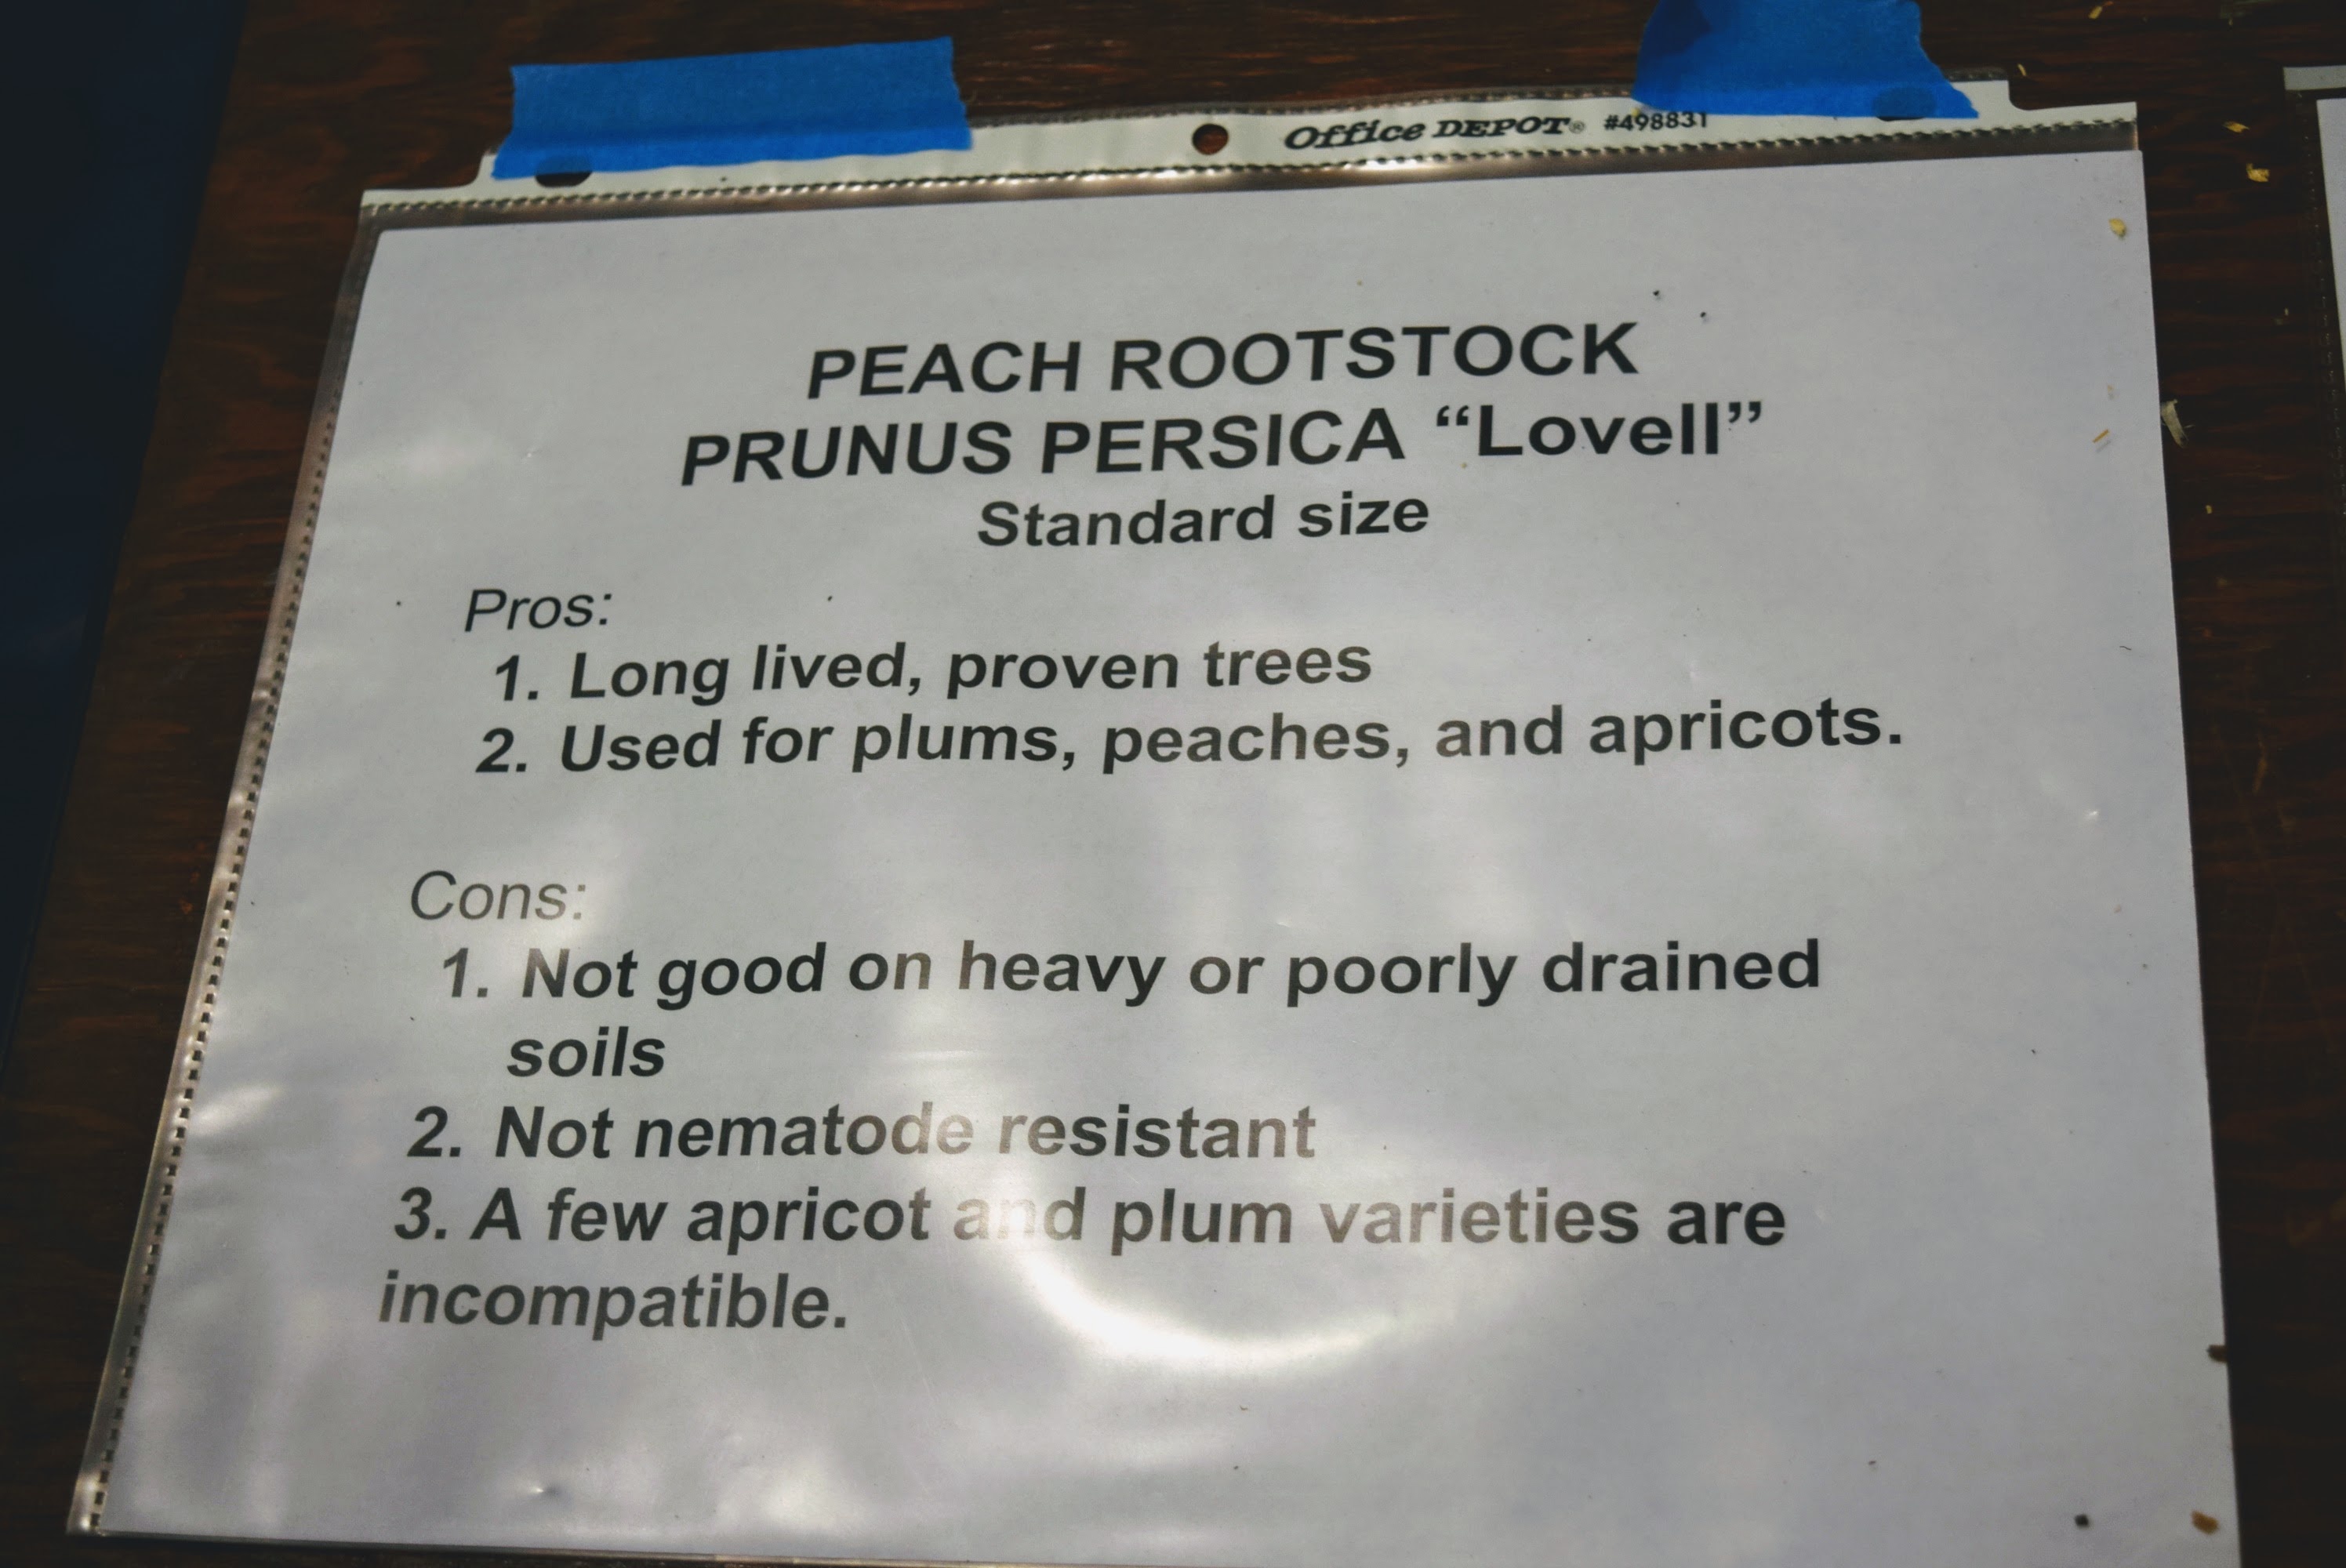 Office DEPOT® #498831
PEACH ROOTSTOCK
PRUNUS PERSICA “Lovell”
Standard size
Pros:
1. Long lived, proven trees
2. Used for plums, peaches, and apricots.
Cons:
1. Not good on heavy or poorly drained
soils
2. Not nematode resistant
3. A few apricot and plum varieties are
incompatible.